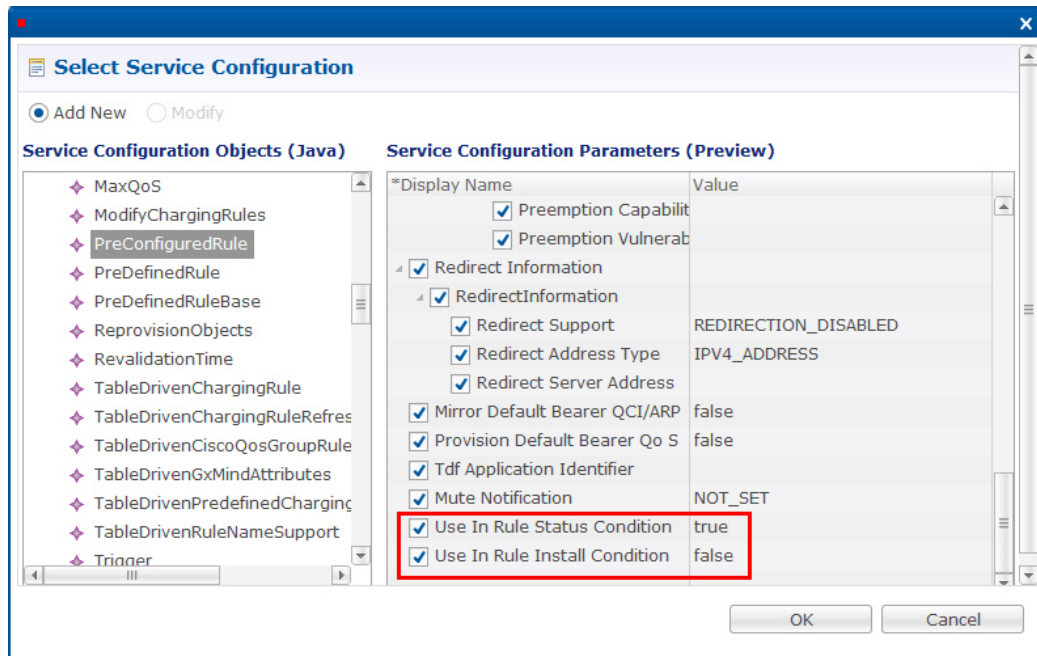 x
Select Service Configuration
Add New Modify
Service Configuration Objects (Java)
MaxQoS
ModifyChargingRules
PreConfiguredRule
PreDefinedRule
PreDefinedRuleBase
ReprovisionObjects
RevalidationTime
TableDrivenChargingRule
TableDrivenChargingRuleRefres
TableDrivenCiscoQosGroupRule
TableDrivenGxMindAttributes
TableDrivenPredefinedCharging
TableDrivenRuleNameSupport
Trigger
Service Configuration Parameters (Preview)
*Display Name Value
Preemption Capabilit
Preemption Vulnerab
Redirect Information
RedirectInformation
Redirect Support REDIRECTION_DISABLED
Redirect Address Type IPV4_ADDRESS
Redirect Server Address
Mirror Default Bearer QCI/ARP false
Provision Default Bearer Qo S false
Tdf Application Identifier
Mute Notification NOT_SET
Use In Rule Status Condition true
Use In Rule Install Condition false
OK Cancel